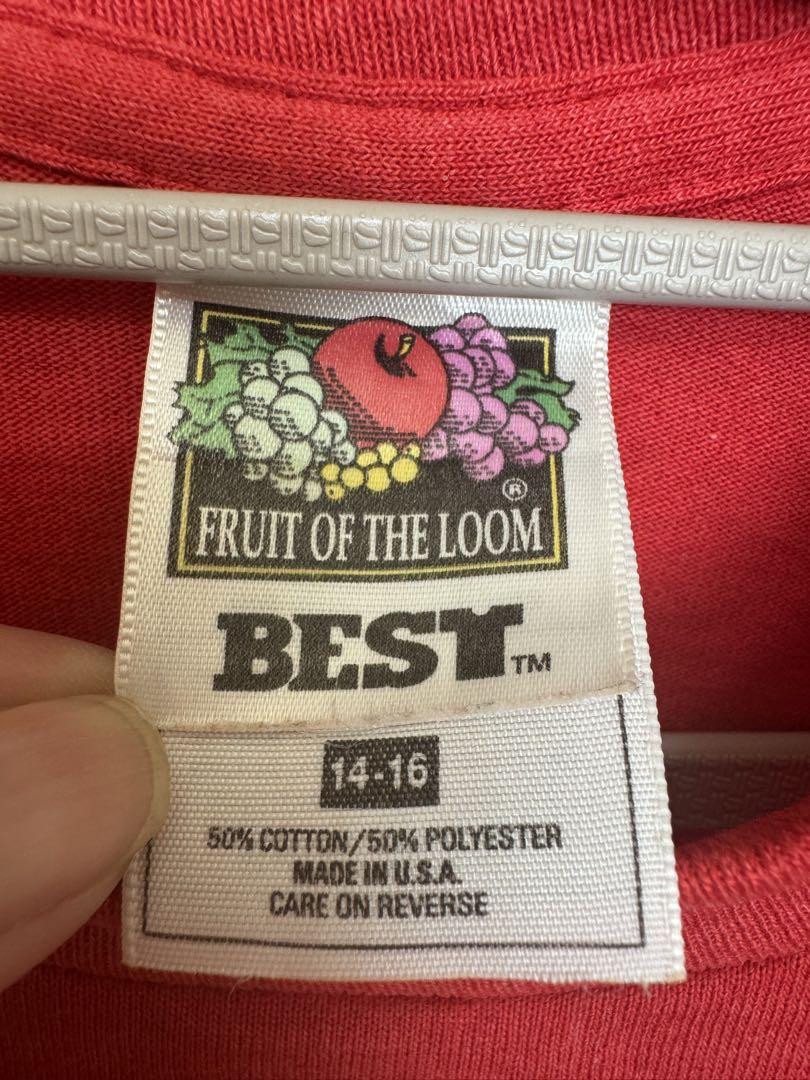 ®
FRUIT OF THE LOOM
BEST™
14-16
50% COTTON/50% POLYESTER
MADE IN U.S.A.
CARE ON REVERSE